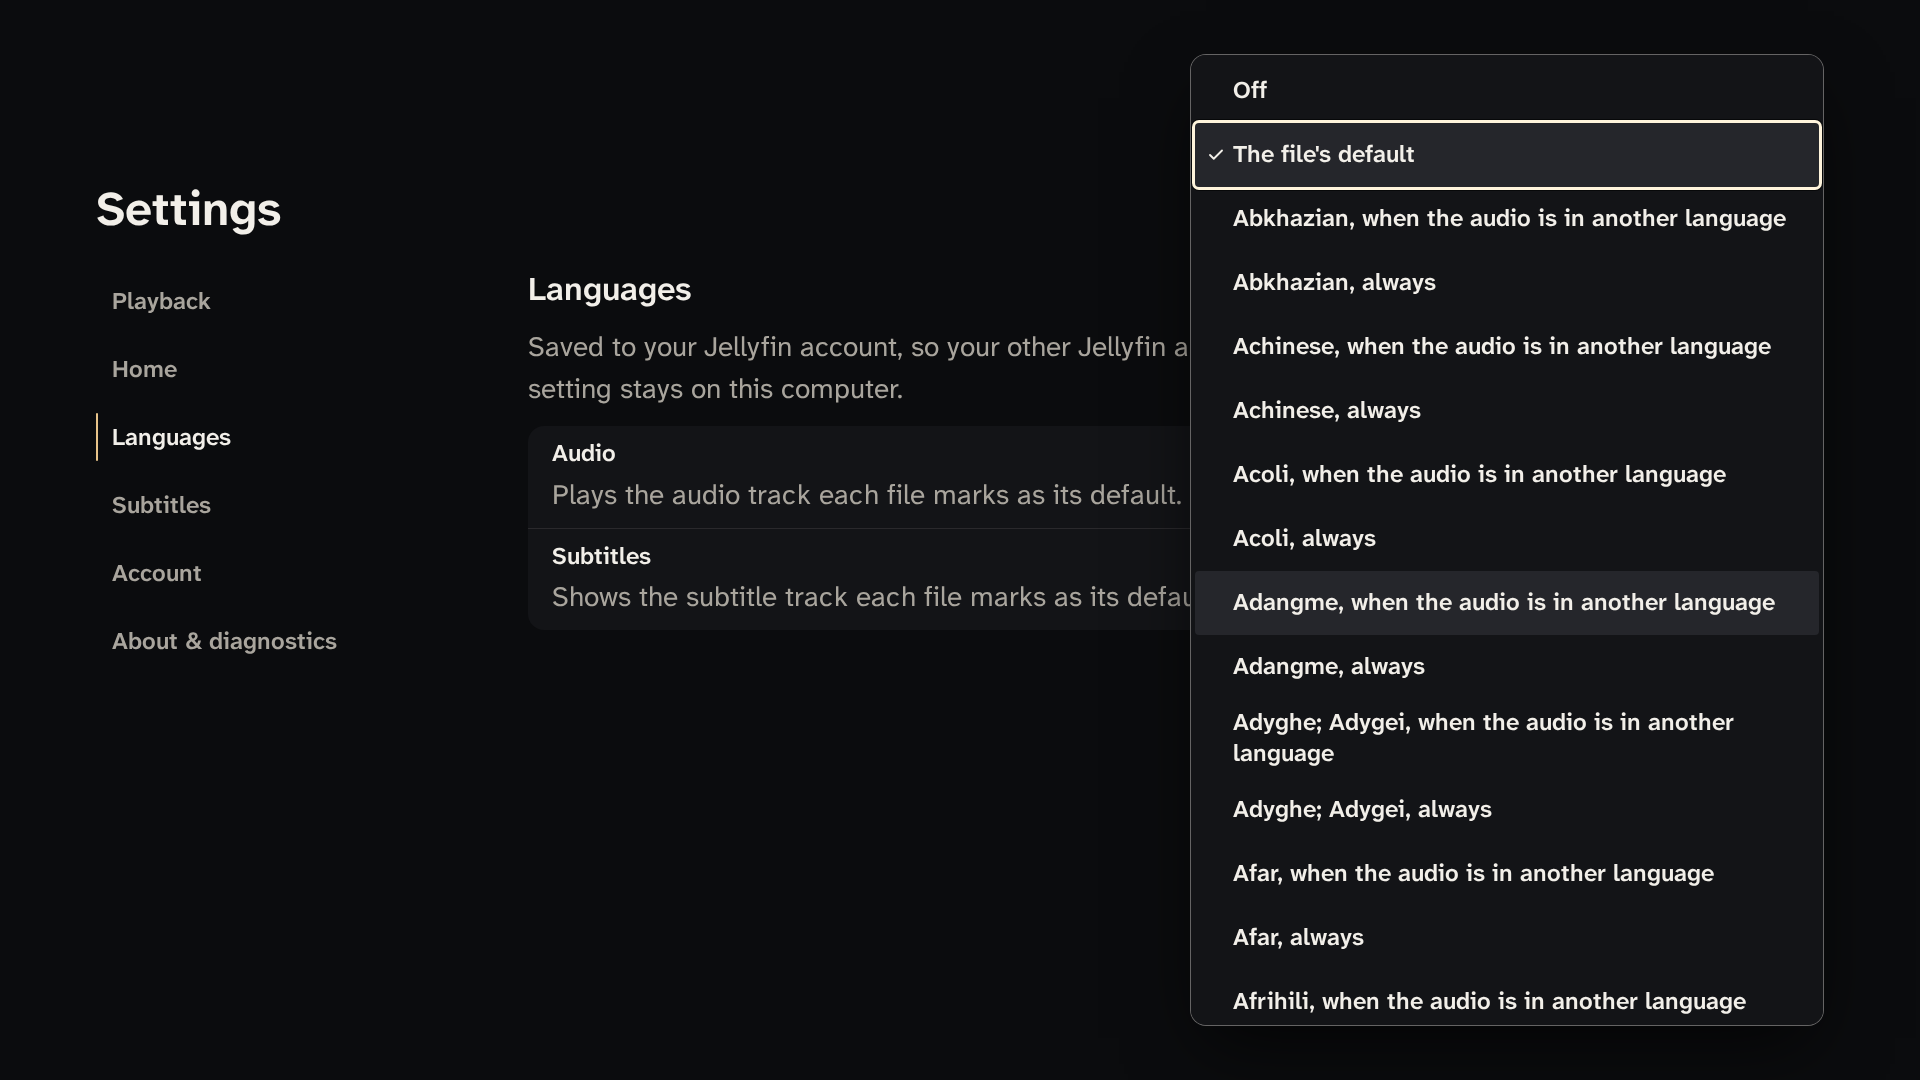 Settings
Playback
Home
Languages
Subtitles
Account
About & diagnostics
Languages
Saved to your Jellyfin account, so your other Jellyfin a
setting stays on this computer.
Audio
Plays the audio track each file marks as its default.
Subtitles
Shows the subtitle track each file marks as its defau
Off
The file's default
Abkhazian, when the audio is in another language
Abkhazian, always
Achinese, when the audio is in another language
Achinese, always
Acoli, when the audio is in another language
Acoli, always
Adangme, when the audio is in another language
Adangme, always
Adyghe; Adygei, when the audio is in another
language
Adyghe; Adygei, always
Afar, when the audio is in another language
Afar, always
Afrihili, when the audio is in another language